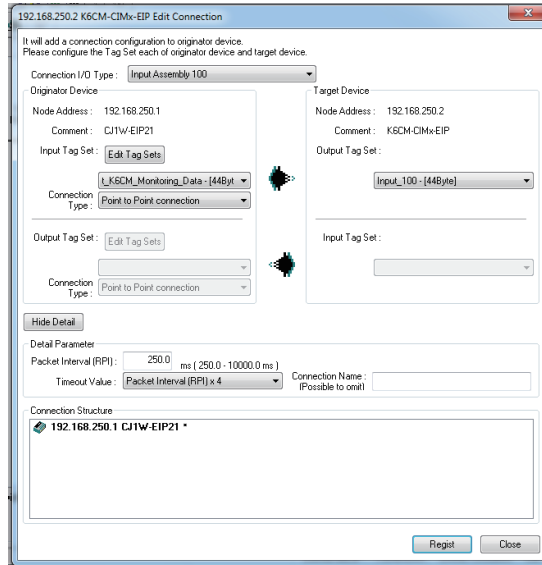 192.168.250.2 K6CM-CIMx-EIP Edit Connection
It will add a connection configuration to originator device.
Please configure the Tag Set each of originator device and target device.
Connection I/O Type : Input Assembly 100
Originator Device
Target Device
Node Address : 192.168.250.1
Node Address : 192.168.250.2
Comment : CJ1W-EIP21
Comment : K6CM-CIMx-EIP
Input Tag Set : Edit Tag Sets
Output Tag Set :
t_K6CM_Monitoring_Data - [44Byt
Input_100 - [44Byte]
Connection
Type : Point to Point connection
Output Tag Set : Edit Tag Sets
Input Tag Set :
Connection
Type : Point to Point connection
Hide Detail
Detail Parameter
Packet Interval (RPI) : 250.0 ms ( 250.0 - 10000.0 ms )
Timeout Value : Packet Interval (RPI) x 4
Connection Name :
(Possible to omit)
Connection Structure
192.168.250.1 CJ1W-EIP21 *
Regist Close